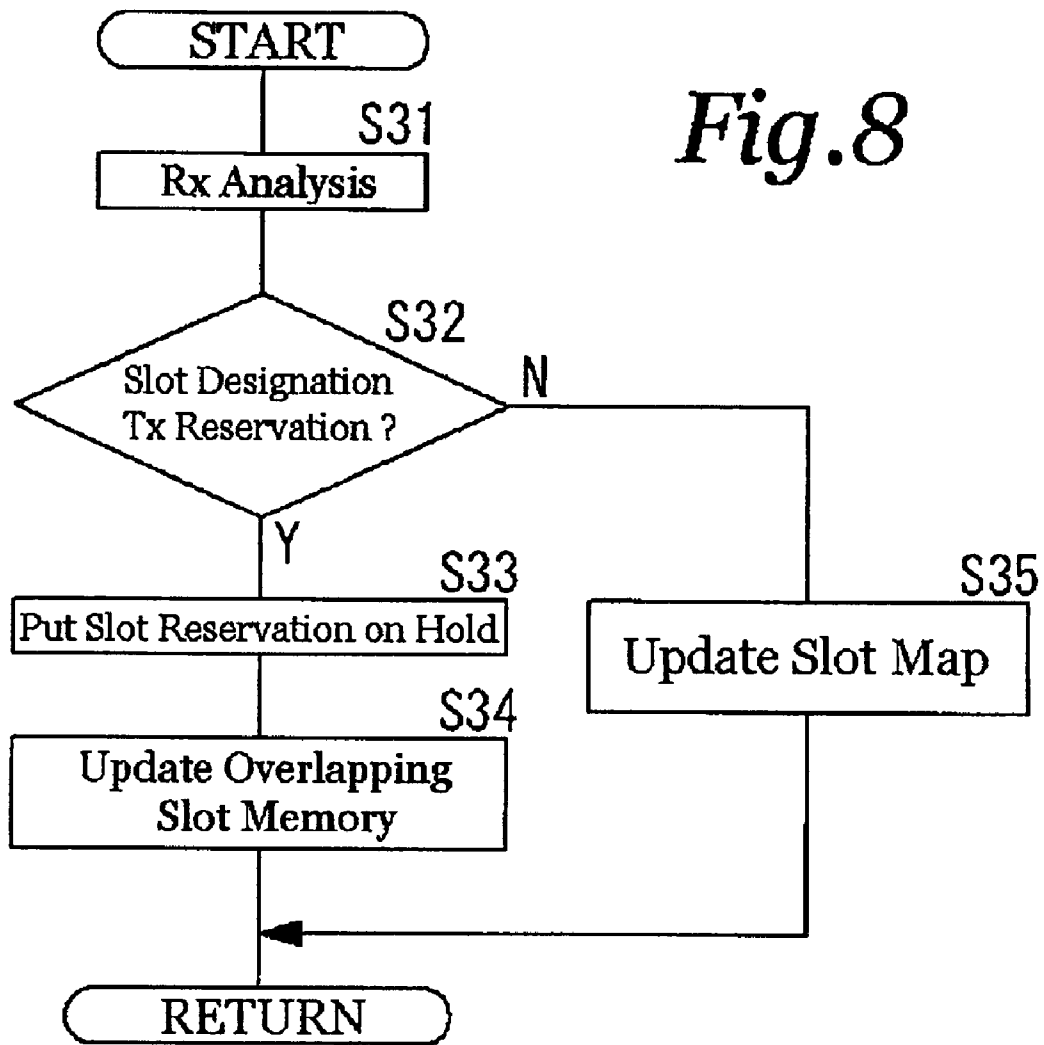 START
Fig.8
S31
Rx Analysis
S32
Slot Designation
Tx Reservation ?
N
Y
S33
Put Slot Reservation on Hold
S35
Update Slot Map
S34
Update Overlapping
Slot Memory
RETURN